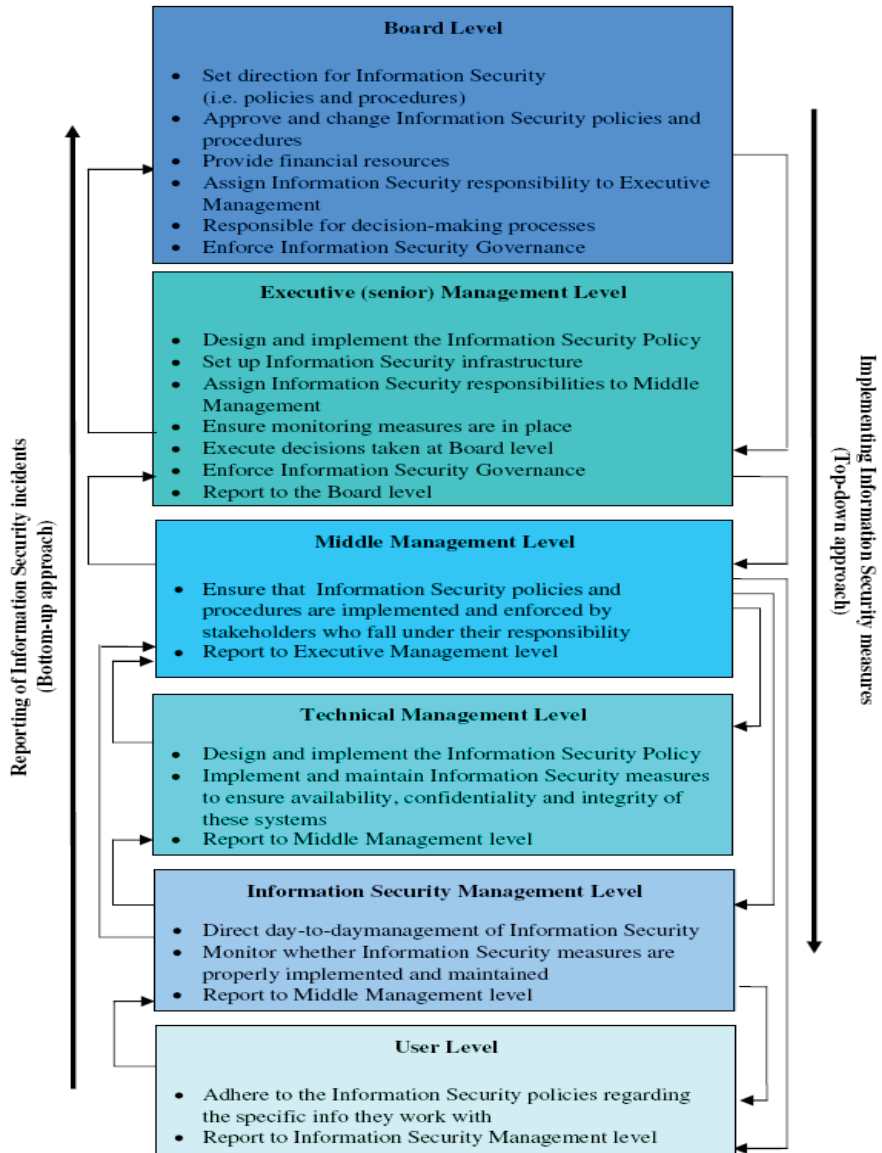 Board Level
• Set direction for Information Security
(i.e. policies and procedures)
• Approve and change Information Security policies and
procedures
• Provide financial resources
• Assign Information Security responsibility to Executive
Management
• Responsible for decision-making processes
• Enforce Information Security Governance
Executive (senior) Management Level
• Design and implement the Information Security Policy
• Set up Information Security infrastructure
• Assign Information Security responsibilities to Middle
Management
• Ensure monitoring measures are in place
• Execute decisions taken at Board level
• Enforce Information Security Governance
• Report to the Board level
Middle Management Level
• Ensure that Information Security policies and
procedures are implemented and enforced by
stakeholders who fall under their responsibility
• Report to Executive Management level
Technical Management Level
• Design and implement the Information Security Policy
• Implement and maintain Information Security measures
to ensure availability, confidentiality and integrity of
these systems
• Report to Middle Management level
Information Security Management Level
• Direct day-to-daymanagement of Information Security
• Monitor whether Information Security measures are
properly implemented and maintained
• Report to Middle Management level
User Level
• Adhere to the Information Security policies regarding
the specific info they work with
• Report to Information Security Management level
Reporting of Information Security incidents
(Bottom-up approach)
Implementing Information Security measures
(Top-down approach)